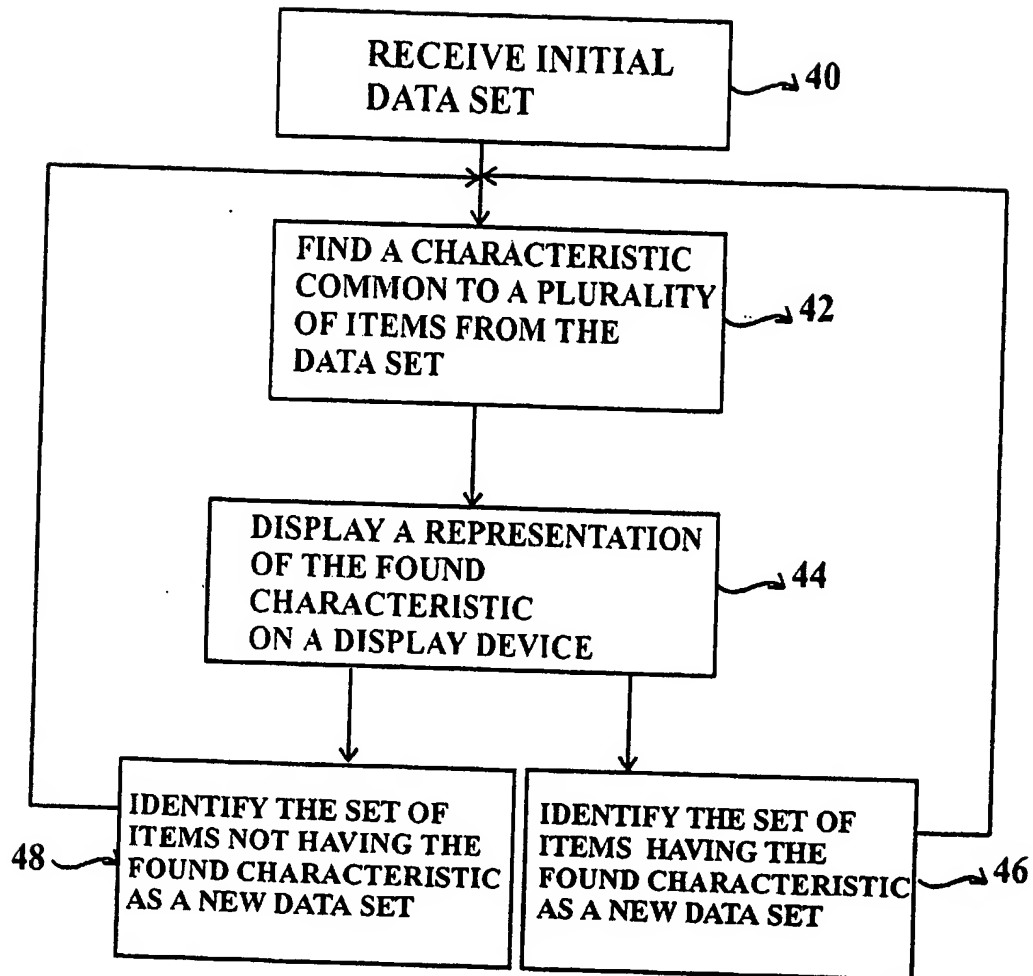 RECEIVE INITIAL
DATA SET
40
FIND A CHARACTERISTIC
COMMON TO A PLURALITY
OF ITEMS FROM THE
DATA SET
42
DISPLAY A REPRESENTATION
OF THE FOUND
CHARACTERISTIC
ON A DISPLAY DEVICE
44
48
IDENTIFY THE SET OF
ITEMS NOT HAVING THE
FOUND CHARACTERISTIC
AS A NEW DATA SET
IDENTIFY THE SET OF
ITEMS HAVING THE
FOUND CHARACTERISTIC
AS A NEW DATA SET
46